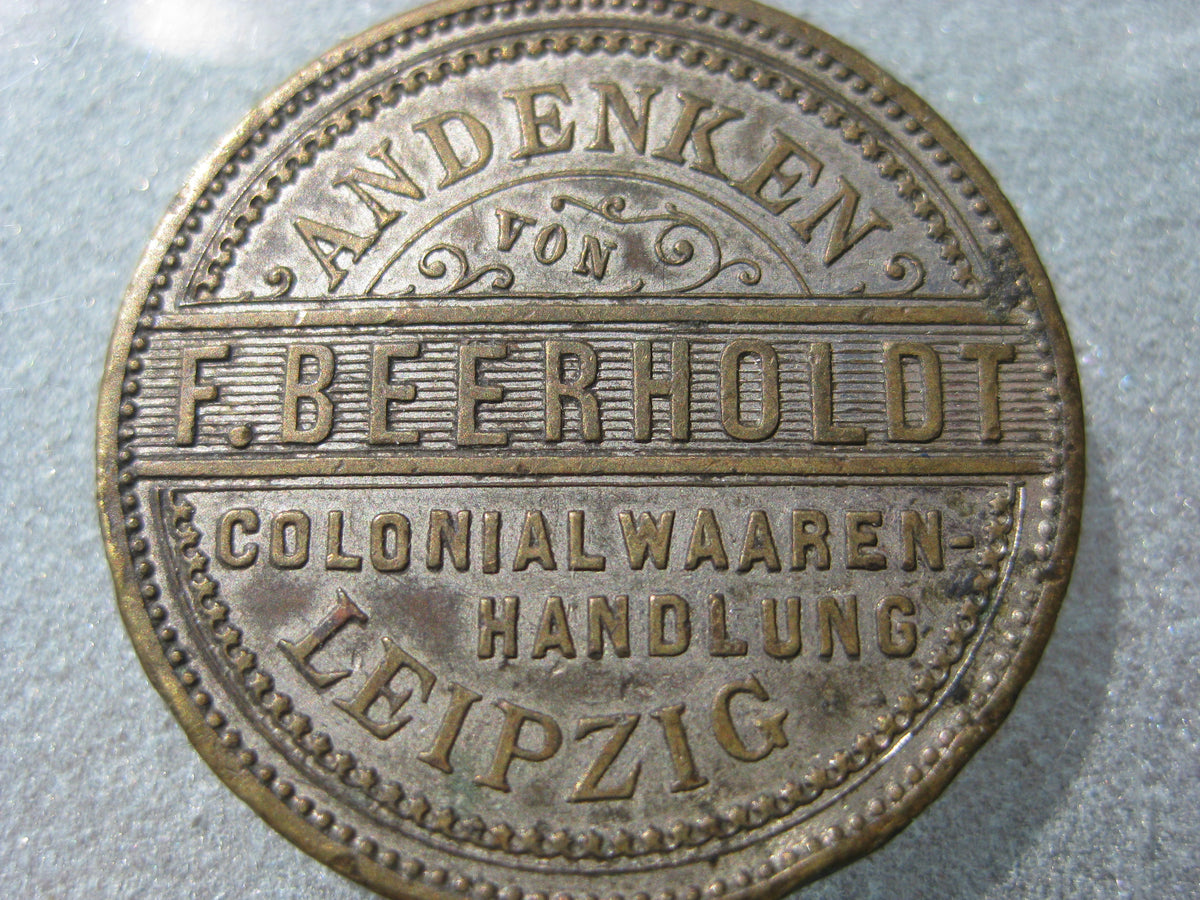 ANDENKEN
VON
F. BEERHOLDT
COLONIALWAAREN-
HANDLUNG
LEIPZIG